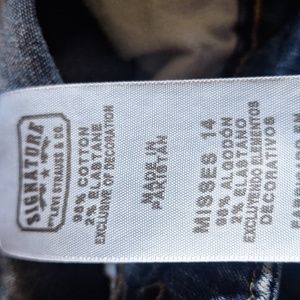 SIGNATURE
LEVI STRAUSS & CO.
98% COTTON
2% ELASTANE
EXCLUSIVE OF DECORATION
MADE IN
PAKISTAN
MISSES 14
98% ALGODÓN
2% ELASTANO
EXCLUYENDO ELEMENTOS
DECORATIVOS